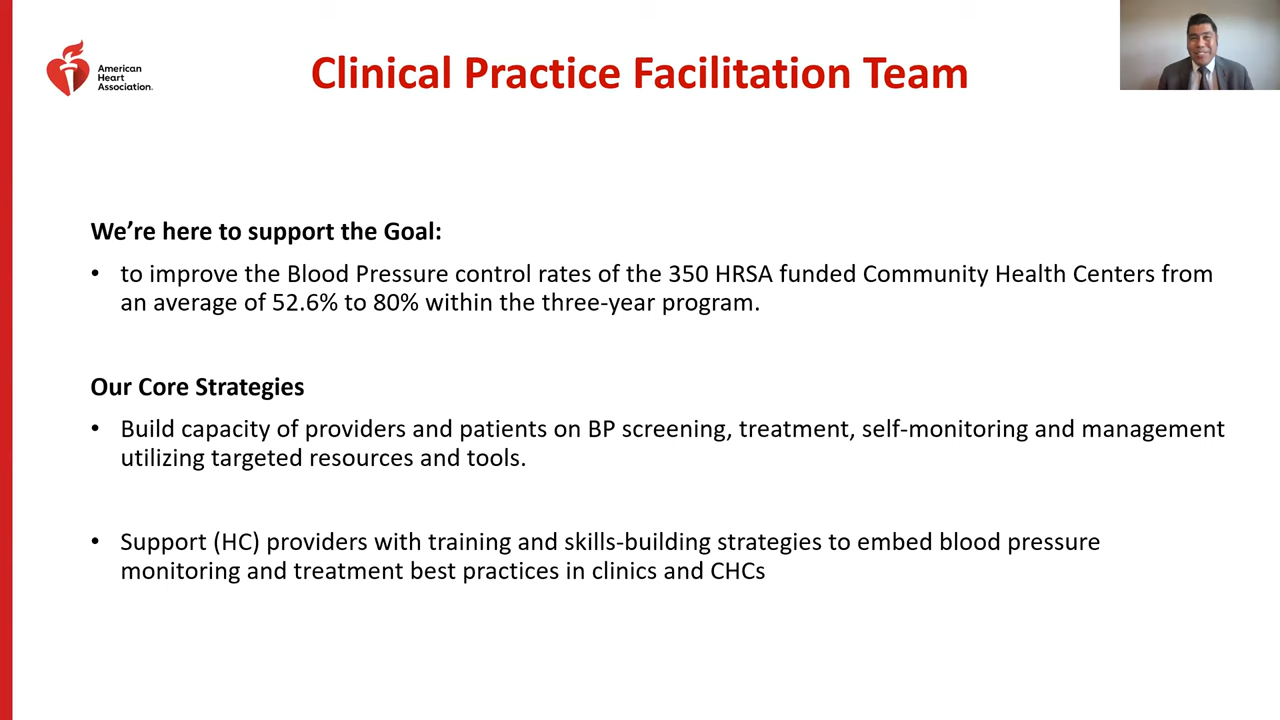 American
Heart
Association.
Clinical Practice Facilitation Team
We’re here to support the Goal:
• to improve the Blood Pressure control rates of the 350 HRSA funded Community Health Centers from
an average of 52.6% to 80% within the three-year program.
Our Core Strategies
• Build capacity of providers and patients on BP screening, treatment, self-monitoring and management
utilizing targeted resources and tools.
• Support (HC) providers with training and skills-building strategies to embed blood pressure
monitoring and treatment best practices in clinics and CHCs